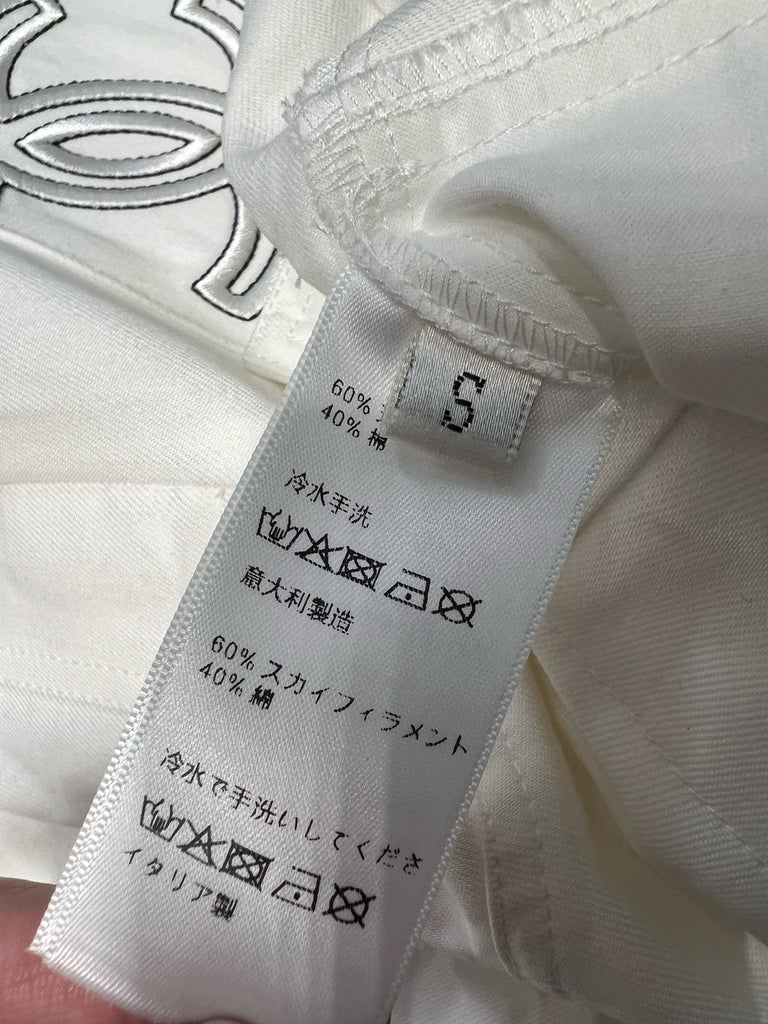 S
60%
40% 棉
冷水手洗
意大利製造
60% スカイフィラメント
40% 綿
冷水で手洗いしてくださ
イタリア製